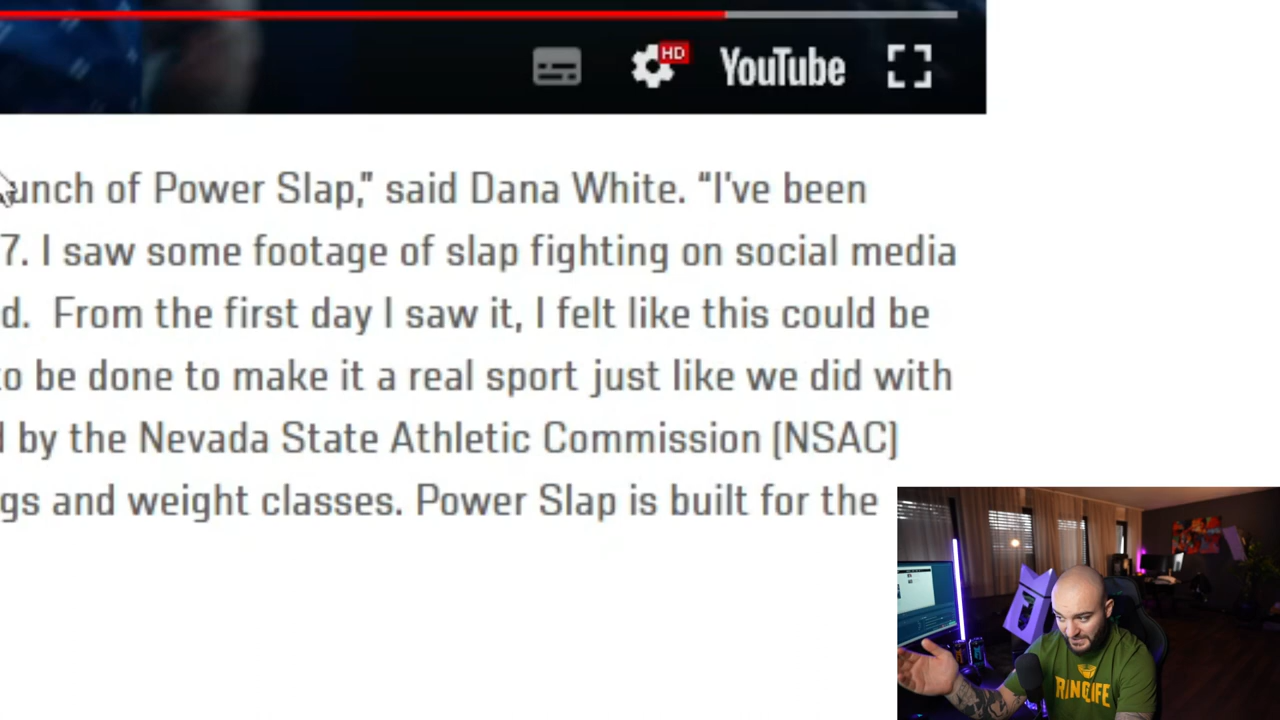 HD
YouTube
unch of Power Slap,” said Dana White. “I’ve been
7. I saw some footage of slap fighting on social media
d. From the first day I saw it, I felt like this could be
to be done to make it a real sport just like we did with
d by the Nevada State Athletic Commission (NSAC)
gs and weight classes. Power Slap is built for the